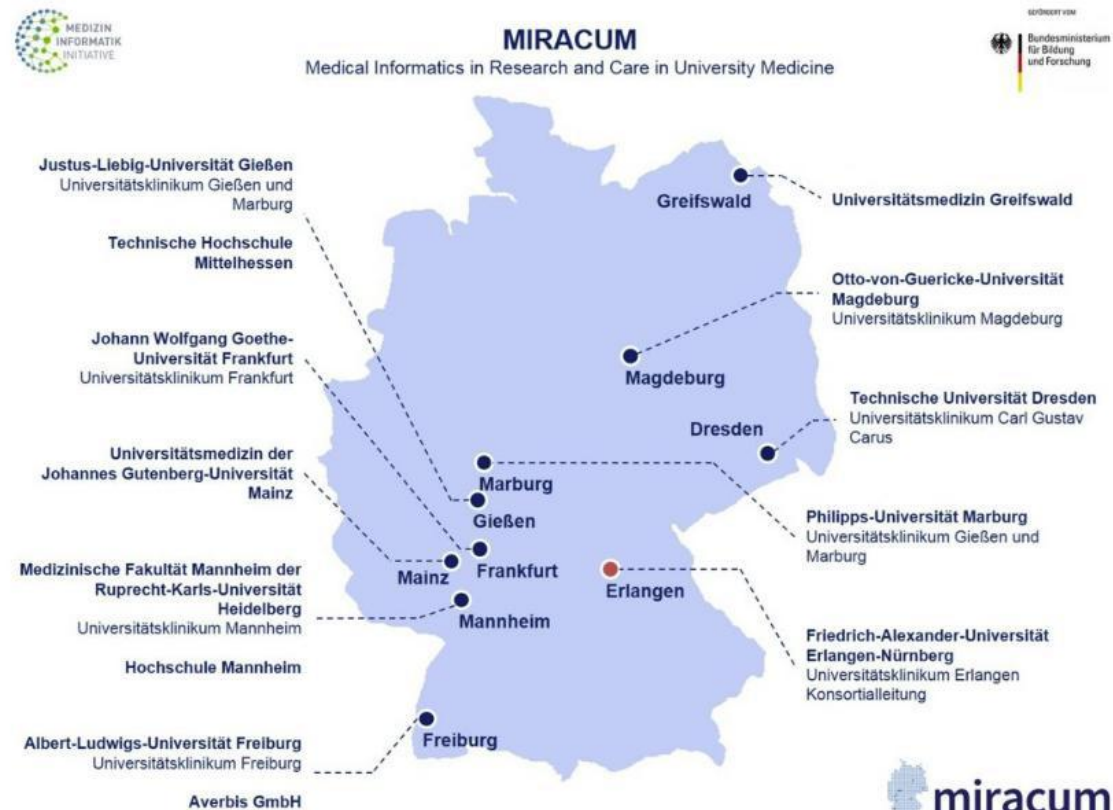 MEDIZIN
INFORMATIK
INITIATIVE
MIRACUM
Medical Informatics in Research and Care in University Medicine
GEFÖRDERT VOM
Bundesministerium
für Bildung
und Forschung
Justus-Liebig-Universität Gießen
Universitätsklinikum Gießen und
Marburg
Technische Hochschule
Mittelhessen
Johann Wolfgang Goethe-
Universität Frankfurt
Universitätsklinikum Frankfurt
Universitätsmedizin der
Johannes Gutenberg-Universität
Mainz
Medizinische Fakultät Mannheim der
Ruprecht-Karls-Universität
Heidelberg
Universitätsklinikum Mannheim
Hochschule Mannheim
Albert-Ludwigs-Universität Freiburg
Universitätsklinikum Freiburg
Averbis GmbH
Greifswald
Magdeburg
Dresden
Marburg
Gießen
Frankfurt
Mainz
Erlangen
Mannheim
Freiburg
Universitätsmedizin Greifswald
Otto-von-Guericke-Universität
Magdeburg
Universitätsklinikum Magdeburg
Technische Universität Dresden
Universitätsklinikum Carl Gustav
Carus
Philipps-Universität Marburg
Universitätsklinikum Gießen und
Marburg
Friedrich-Alexander-Universität
Erlangen-Nürnberg
Universitätsklinikum Erlangen
Konsortialleitung
miracum